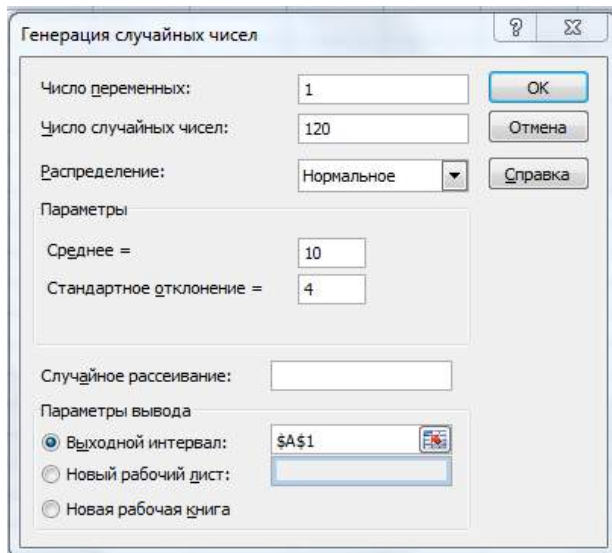 Генерация случайных чисел
Число переменных: 1 OK
Число случайных чисел: 120 Отмена
Распределение: Нормальное Справка
Параметры
Среднее = 10
Стандартное отклонение = 4
Случайное рассеивание:
Параметры вывода
Выходной интервал: $A$1
Новый рабочий лист:
Новая рабочая книга